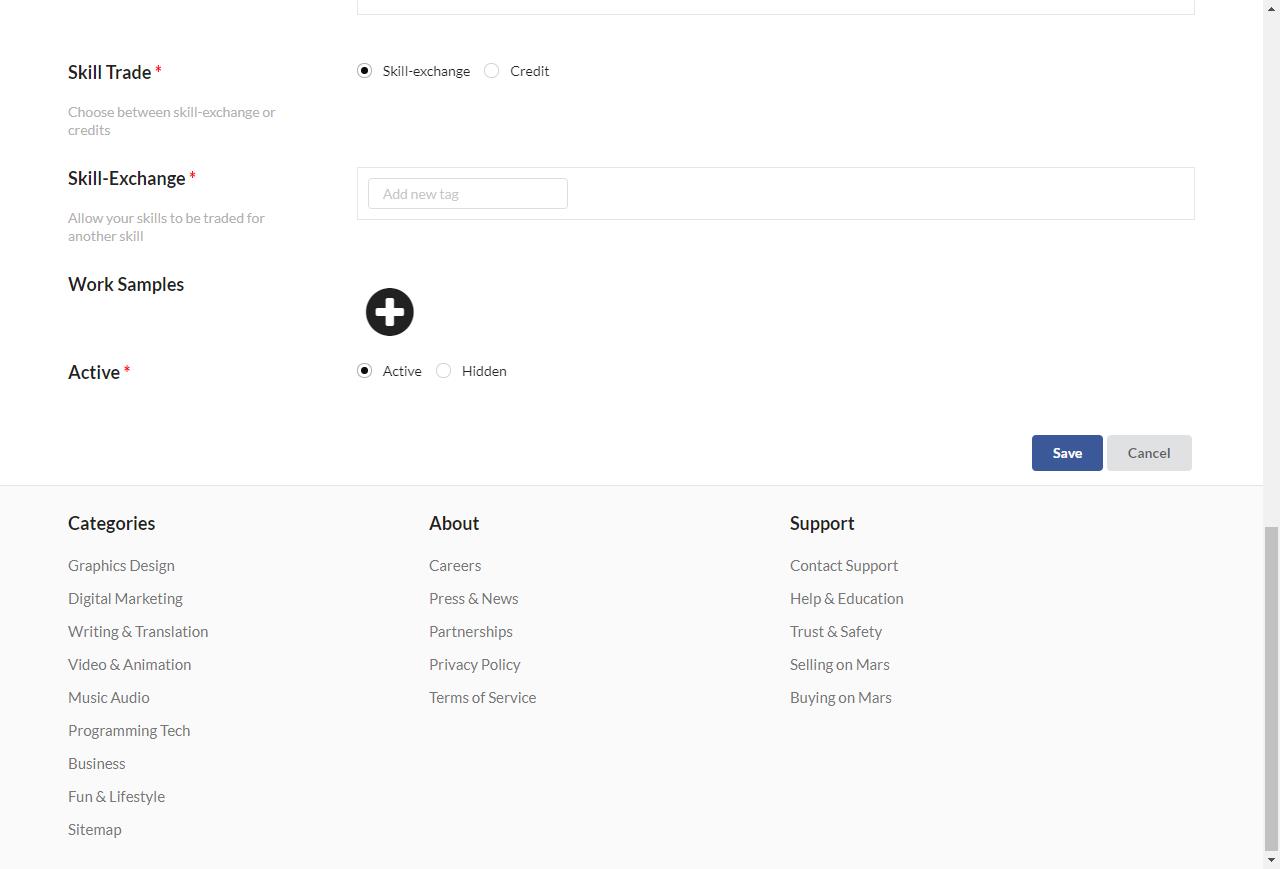 Skill Trade *
Skill-exchange
Credit
Choose between skill-exchange or
credits
Skill-Exchange *
Add new tag
Allow your skills to be traded for
another skill
Work Samples
Active *
Active
Hidden
Save
Cancel
Categories
Graphics Design
Digital Marketing
Writing & Translation
Video & Animation
Music Audio
Programming Tech
Business
Fun & Lifestyle
Sitemap
About
Careers
Press & News
Partnerships
Privacy Policy
Terms of Service
Support
Contact Support
Help & Education
Trust & Safety
Selling on Mars
Buying on Mars